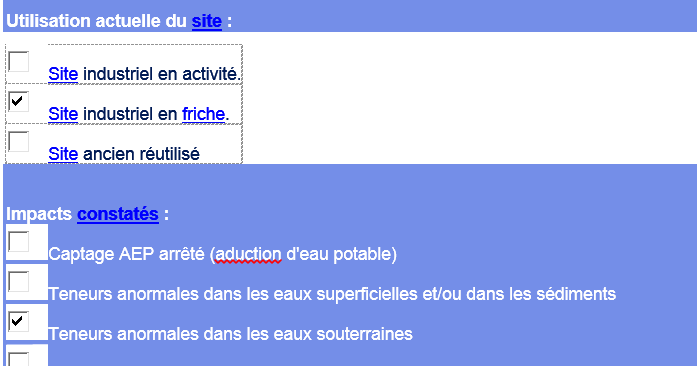 Utilisation actuelle du site :
Site industriel en activité.
Site industriel en friche.
Site ancien réutilisé
Impacts constatés :
Captage AEP arrêté (aduction d'eau potable)
Teneurs anormales dans les eaux superficielles et/ou dans les sédiments
Teneurs anormales dans les eaux souterraines